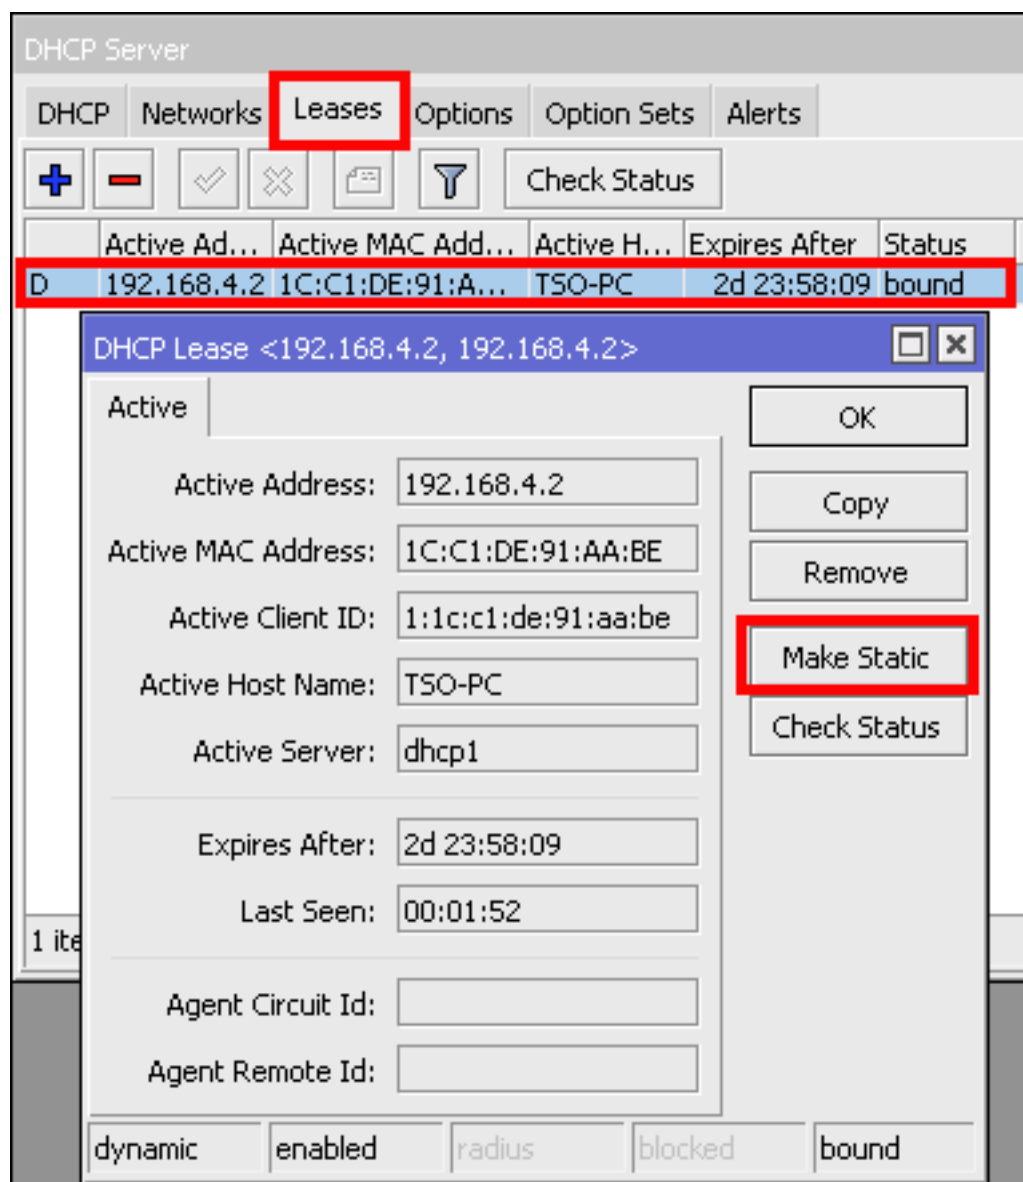 DHCP Server
DHCP Networks Leases Options Option Sets Alerts
Check Status
Active Ad... Active MAC Add... Active H... Expires After Status
D 192.168.4.2 1C:C1:DE:91:A... TSO-PC 2d 23:58:09 bound
DHCP Lease <192.168.4.2, 192.168.4.2>
Active
OK
Active Address: 192.168.4.2
Copy
Active MAC Address: 1C:C1:DE:91:AA:BE
Remove
Active Client ID: 1:1c:c1:de:91:aa:be
Make Static
Active Host Name: TSO-PC
Check Status
Active Server: dhcp1
Expires After: 2d 23:58:09
Last Seen: 00:01:52
1 ite
Agent Circuit Id:
Agent Remote Id:
dynamic enabled radius blocked bound